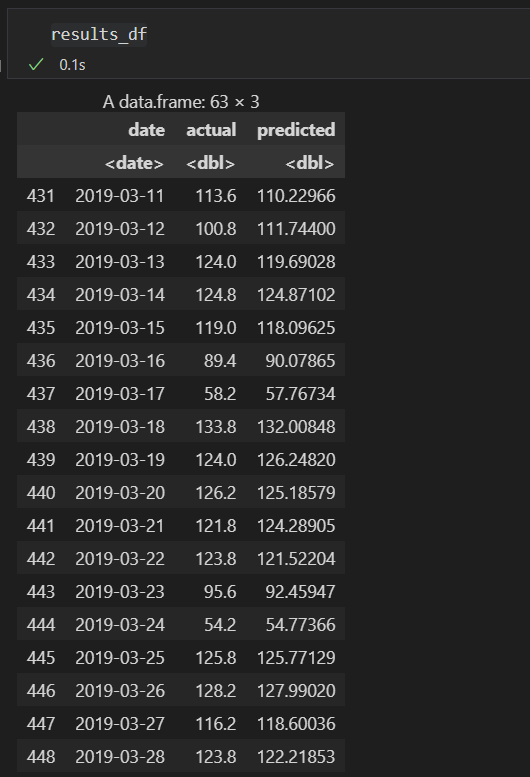 results_df
0.1s
A data.frame: 63 × 3
date actual predicted
<date> <dbl> <dbl>
431 2019-03-11 113.6 110.22966
432 2019-03-12 100.8 111.74400
433 2019-03-13 124.0 119.69028
434 2019-03-14 124.8 124.87102
435 2019-03-15 119.0 118.09625
436 2019-03-16 89.4 90.07865
437 2019-03-17 58.2 57.76734
438 2019-03-18 133.8 132.00848
439 2019-03-19 124.0 126.24820
440 2019-03-20 126.2 125.18579
441 2019-03-21 121.8 124.28905
442 2019-03-22 123.8 121.52204
443 2019-03-23 95.6 92.45947
444 2019-03-24 54.2 54.77366
445 2019-03-25 125.8 125.77129
446 2019-03-26 128.2 127.99020
447 2019-03-27 116.2 118.60036
448 2019-03-28 123.8 122.21853